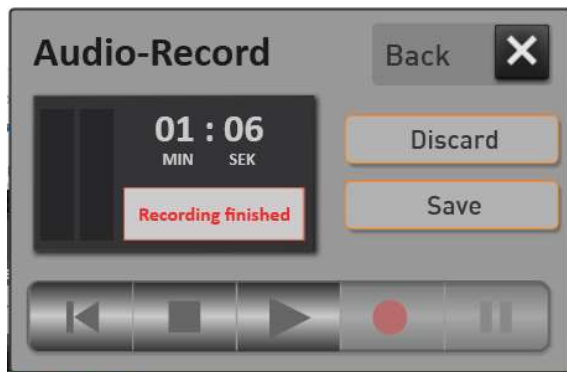 Audio-Record
Back
01 : 06
MIN SEK
Recording finished
Discard
Save